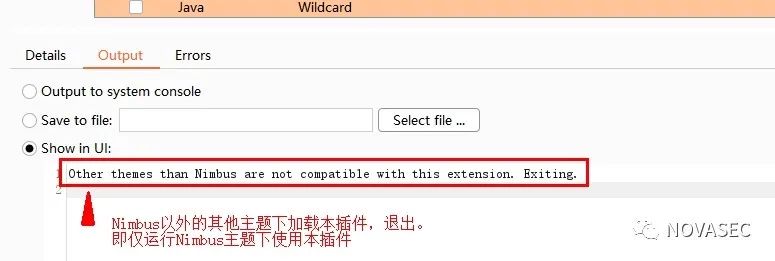 Java Wildcard
Details Output Errors
Output to system console
Save to file: Select file ...
Show in UI:
1 Other themes than Nimbus are not compatible with this extension. Exiting.
2
Nimbus以外的其他主题下加载本插件，退出。
即仅运行Nimbus主题下使用本插件
NOVASEC